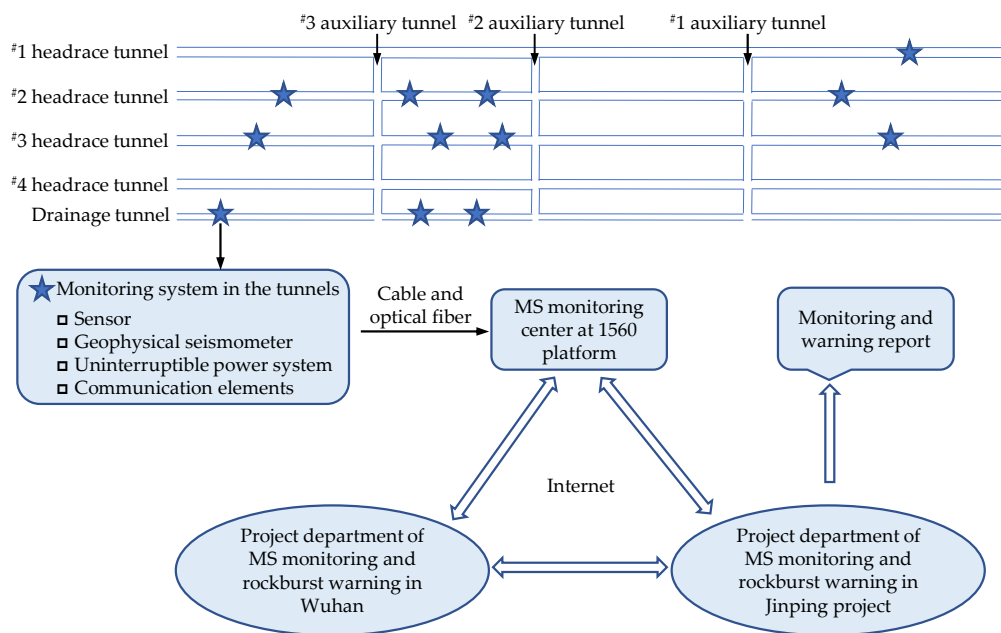 #3 auxiliary tunnel
#2 auxiliary tunnel
#1 auxiliary tunnel
#1 headrace tunnel
#2 headrace tunnel
#3 headrace tunnel
#4 headrace tunnel
Drainage tunnel
Monitoring system in the tunnels
Sensor
Geophysical seismometer
Uninterruptible power system
Communication elements
Cable and
optical fiber
MS monitoring
center at 1560
platform
Monitoring and
warning report
Internet
Project department of
MS monitoring and
rockburst warning in
Wuhan
Project department of
MS monitoring and
rockburst warning in
Jinping project